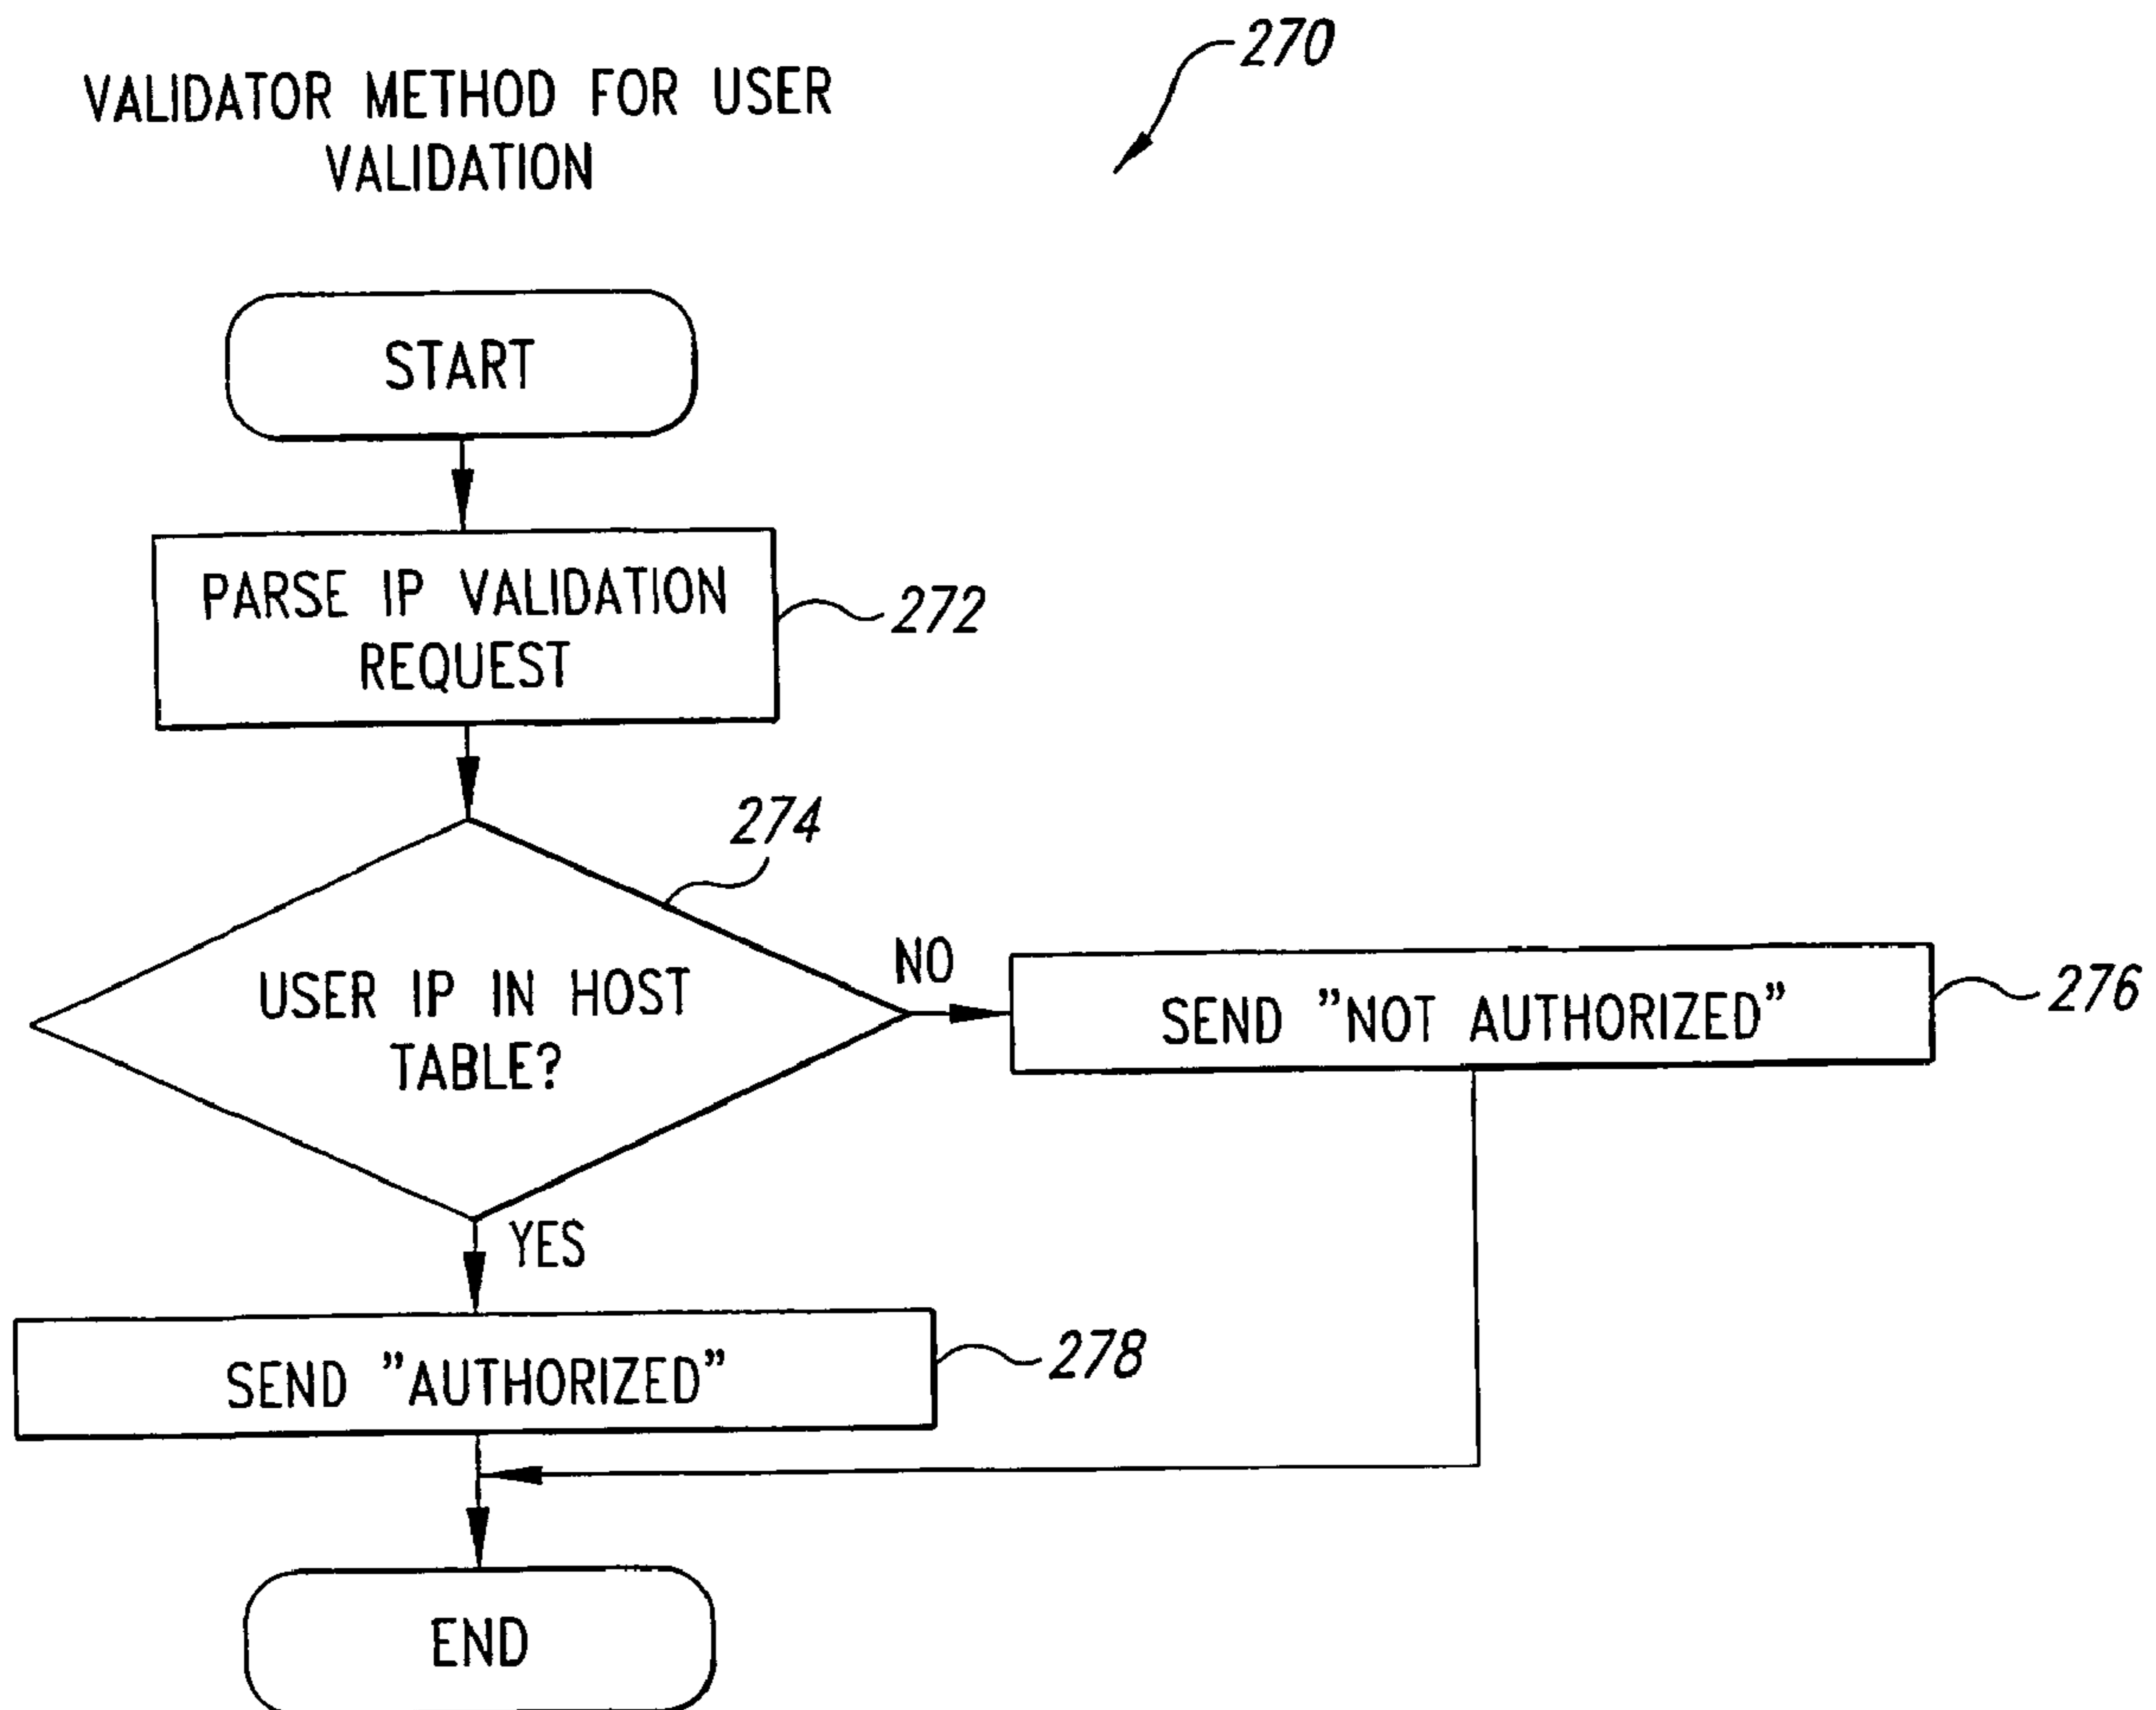 270
VALIDATOR METHOD FOR USER
VALIDATION
START
PARSE IP VALIDATION
REQUEST
272
274
USER IP IN HOST
TABLE?
NO
SEND ”NOT AUTHORIZED”
276
YES
SEND ”AUTHORIZED”
278
END